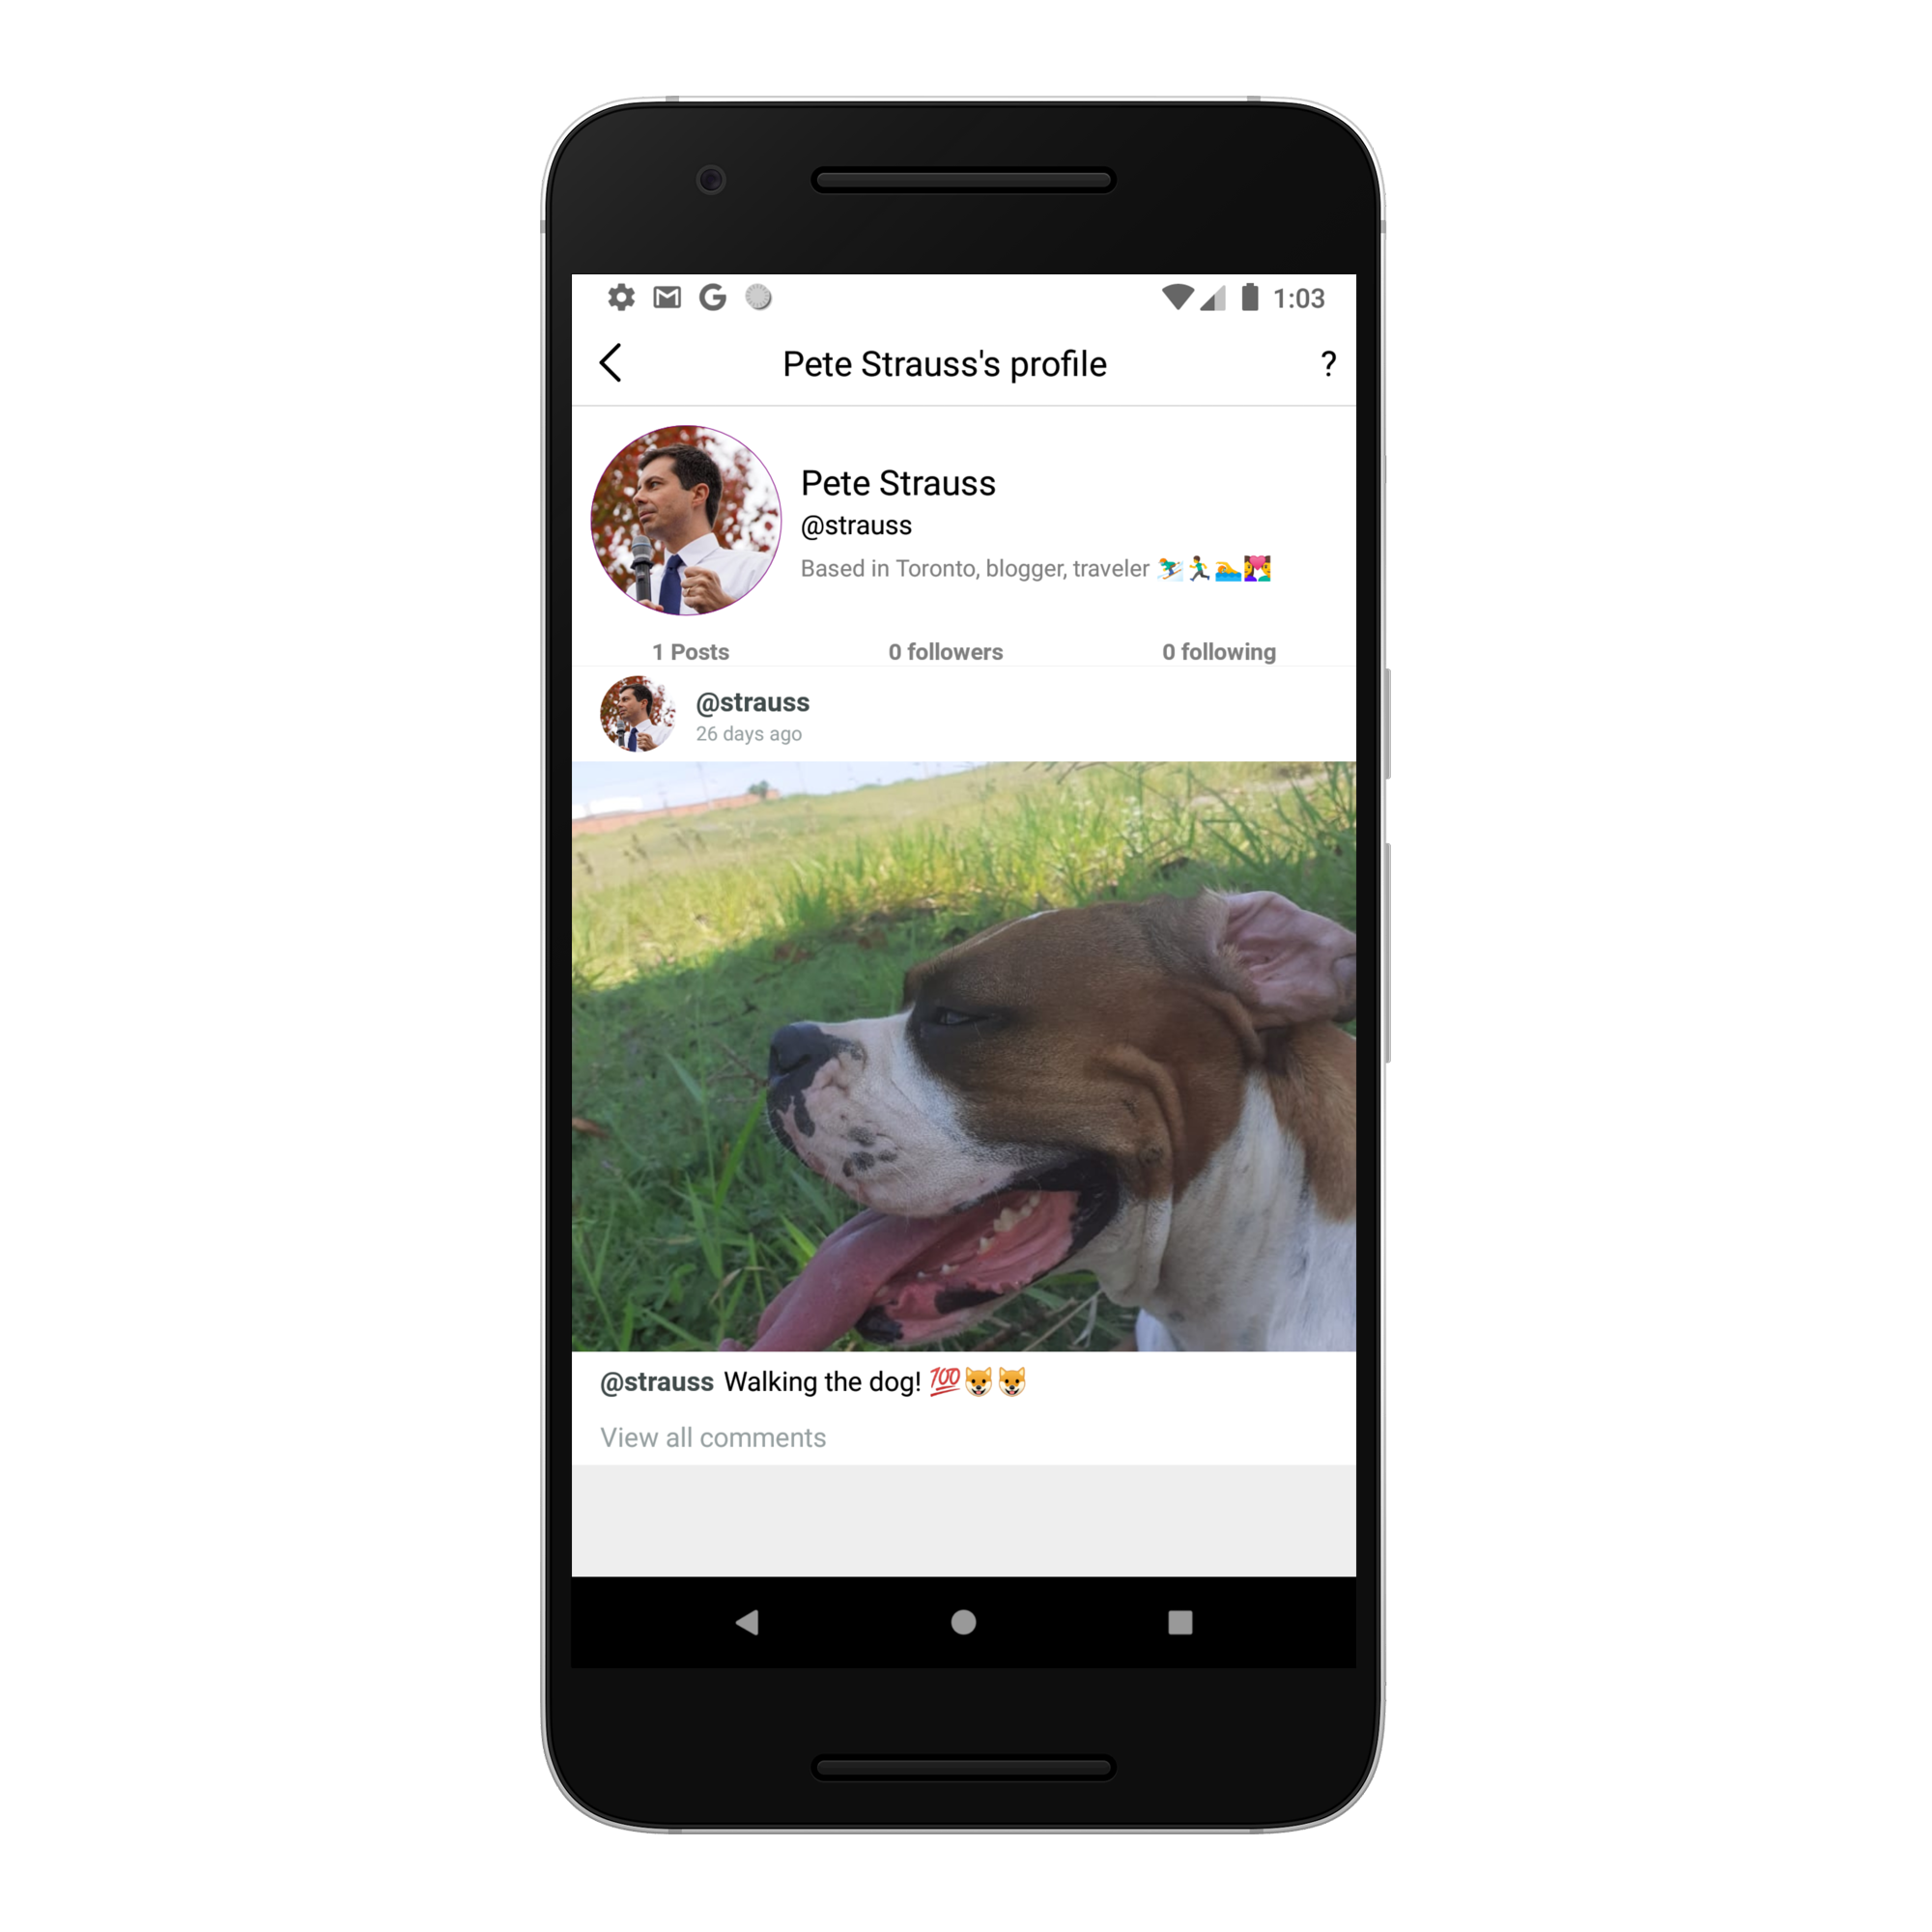 1:03
Pete Strauss's profile
?
Pete Strauss
@strauss
Based in Toronto, blogger, traveler ⛷️🏃‍♂️🏊👩‍❤️‍👨
1 Posts 0 followers 0 following
@strauss
26 days ago
@strauss Walking the dog! 💯🐶🐶
View all comments